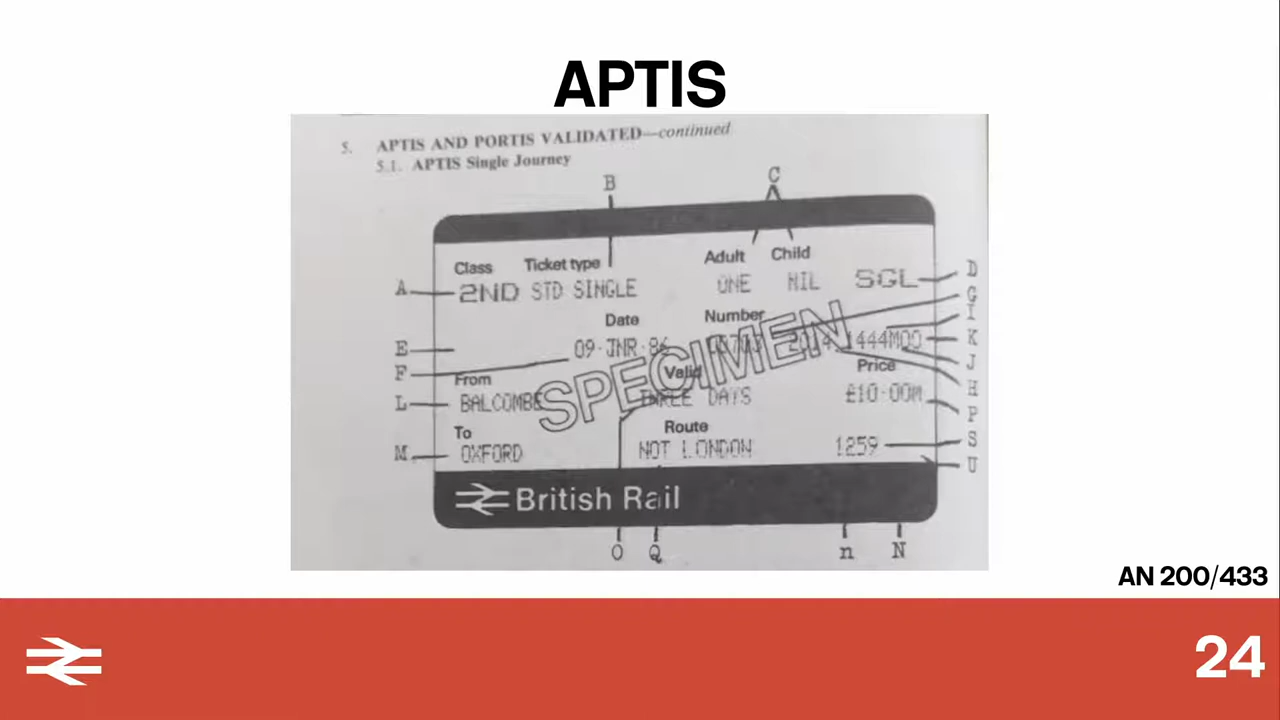 APTIS
5. APTIS AND PORTIS VALIDATED—continued
5.1. APTIS Single Journey
B C
Class Ticket type Adult Child
A 2ND STD SINGLE ONE NIL SGL D
G
Date Number I
E 09·JNR·86 1444M00 K
F Valid Price J
From H
L BALCOMBE DAYS £10·00M P
To Route
M OXFORD NOT LONDON 1259 S
U
British Rail
O Q n N
SPECIMEN
AN 200/433
24